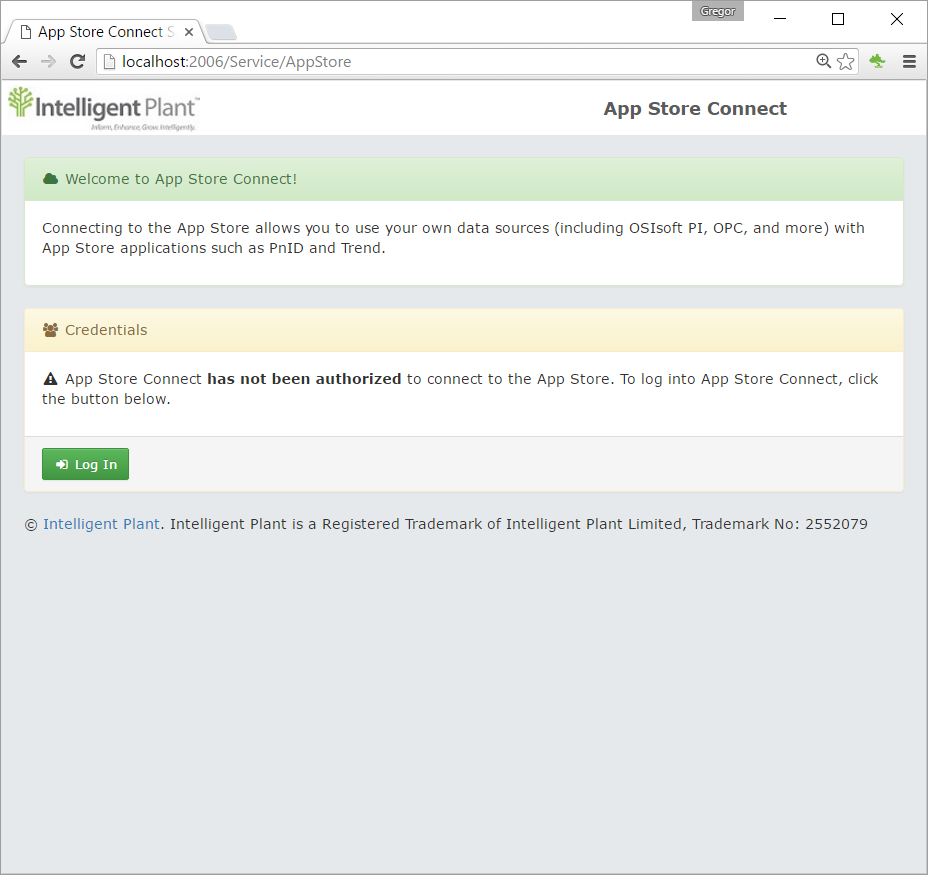 Gregor
App Store Connect S
localhost:2006/Service/AppStore
Intelligent Plant™
Inform, Enhance, Grow. Intelligently.
App Store Connect
Welcome to App Store Connect!
Connecting to the App Store allows you to use your own data sources (including OSIsoft PI, OPC, and more) with
App Store applications such as PnID and Trend.
Credentials
App Store Connect has not been authorized to connect to the App Store. To log into App Store Connect, click
the button below.
Log In
© Intelligent Plant. Intelligent Plant is a Registered Trademark of Intelligent Plant Limited, Trademark No: 2552079